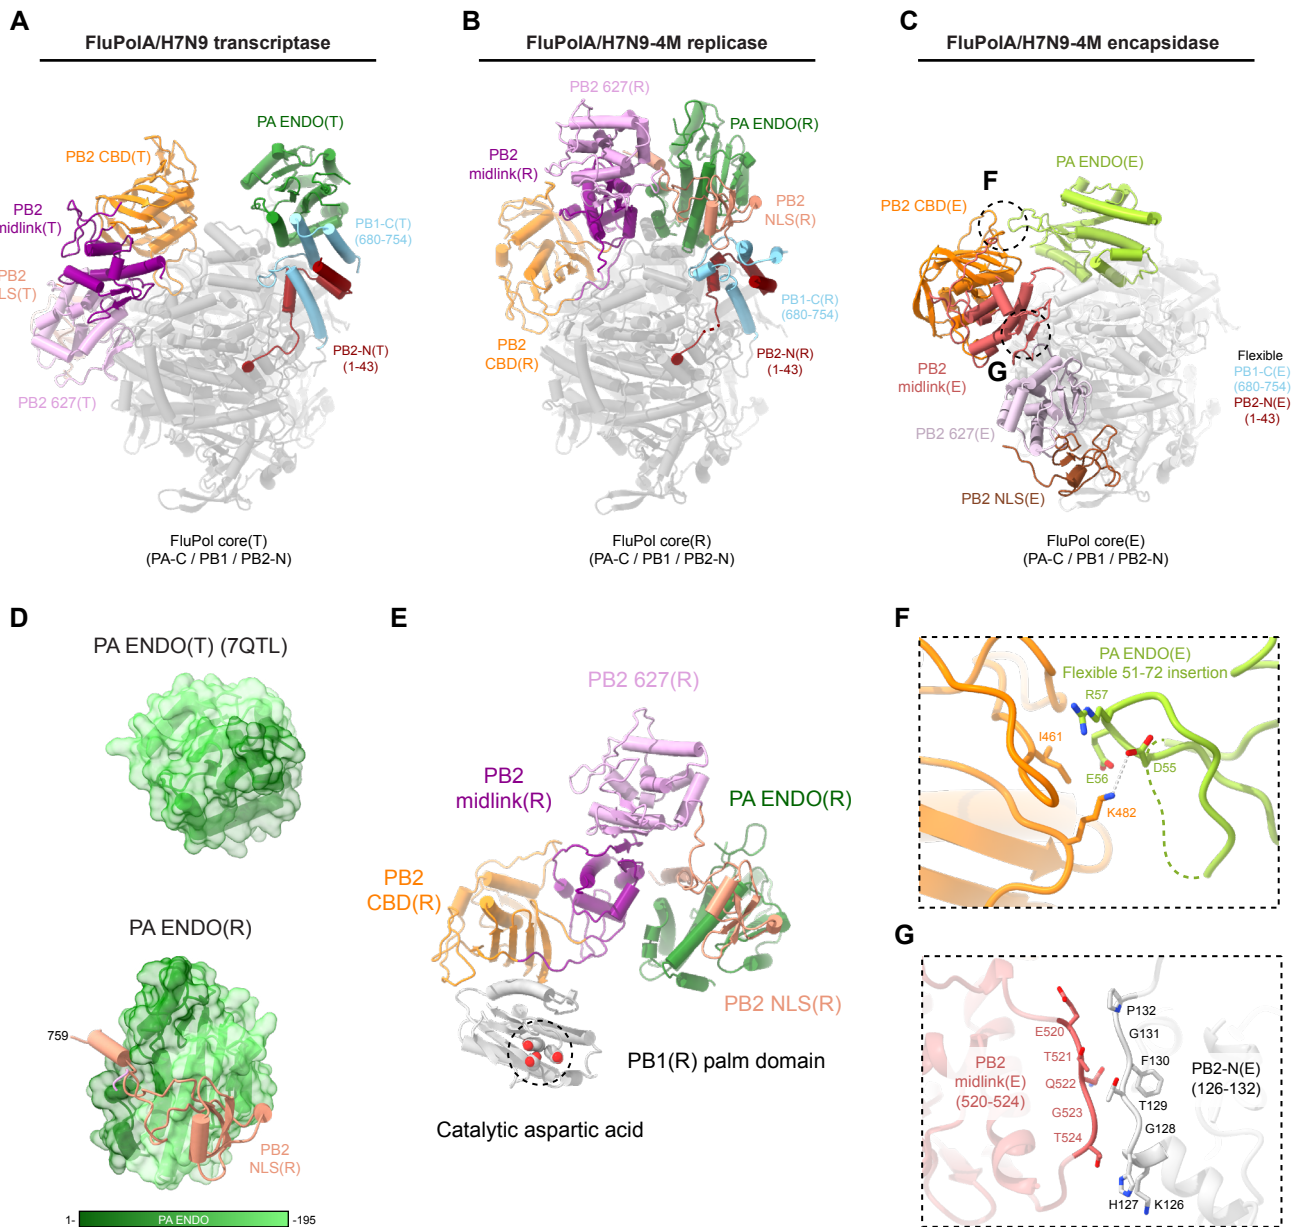 A
FluPolA/H7N9 transcriptase
PA ENDO(T)
PB2 CBD(T)
PB2
midlink(T)
PB1-C(T)
(680-754)
PB2
NLS(T)
PB2-N(T)
(1-43)
PB2 627(T)
FluPol core(T)
(PA-C / PB1 / PB2-N)
B
FluPolA/H7N9-4M replicase
PB2 627(R)
PA ENDO(R)
PB2
midlink(R)
PB2
NLS(R)
PB1-C(R)
(680-754)
PB2
CBD(R)
PB2-N(R)
(1-43)
FluPol core(R)
(PA-C / PB1 / PB2-N)
C
FluPolA/H7N9-4M encapsidase
PA ENDO(E)
F
PB2 CBD(E)
G
PB2
midlink(E)
Flexible
PB1-C(E)
(680-754)
PB2-N(E)
(1-43)
PB2 627(E)
PB2 NLS(E)
FluPol core(E)
(PA-C / PB1 / PB2-N)
D
PA ENDO(T) (7QTL)
PA ENDO(R)
759
PB2
NLS(R)
1-
PA ENDO
-195
E
PB2 627(R)
PB2
midlink(R)
PA ENDO(R)
PB2
CBD(R)
PB2 NLS(R)
PB1(R) palm domain
Catalytic aspartic acid
F
PA ENDO(E)
Flexible 51-72 insertion
R57
I461
E56
D55
K482
G
P132
E520
G131
T521
F130
PB2
midlink(E)
(520-524)
Q522
PB2-N(E)
(126-132)
T129
G523
G128
T524
H127
K126